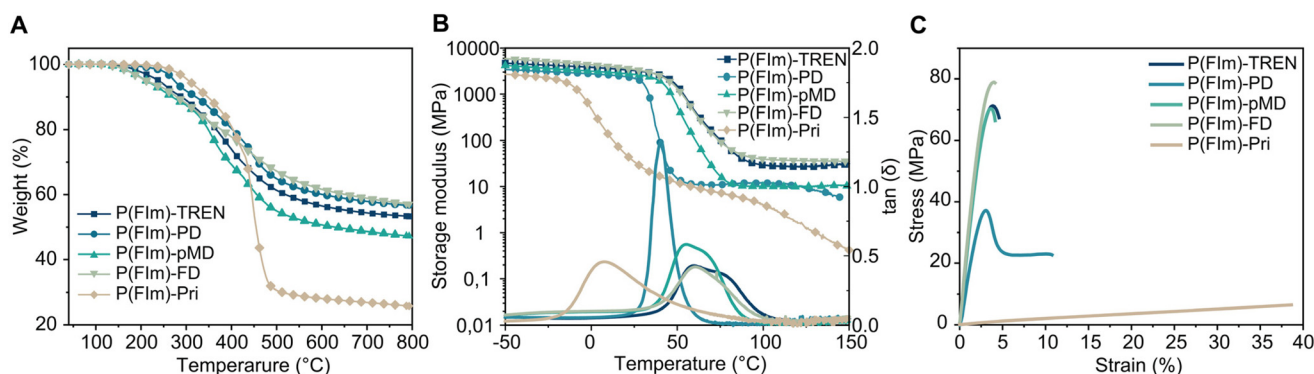 A
100
80
60
40
20
Weight (%)
P(FIm)-TREN
P(FIm)-PD
P(FIm)-pMD
P(FIm)-FD
P(FIm)-Pri
100 200 300 400 500 600 700 800
Temperarure (°C)
B
10000
1000
100
10
1
0,1
0,01
Storage modulus (MPa)
P(FIm)-TREN
P(FIm)-PD
P(FIm)-pMD
P(FIm)-FD
P(FIm)-Pri
2.0
1.5
1.0
0.5
0.0
tan (δ)
-50 0 50 100 150
Temperature (°C)
C
80
60
40
20
0
Stress (MPa)
P(FIm)-TREN
P(FIm)-PD
P(FIm)-pMD
P(FIm)-FD
P(FIm)-Pri
0 5 10 15 20 25 30 35 40
Strain (%)